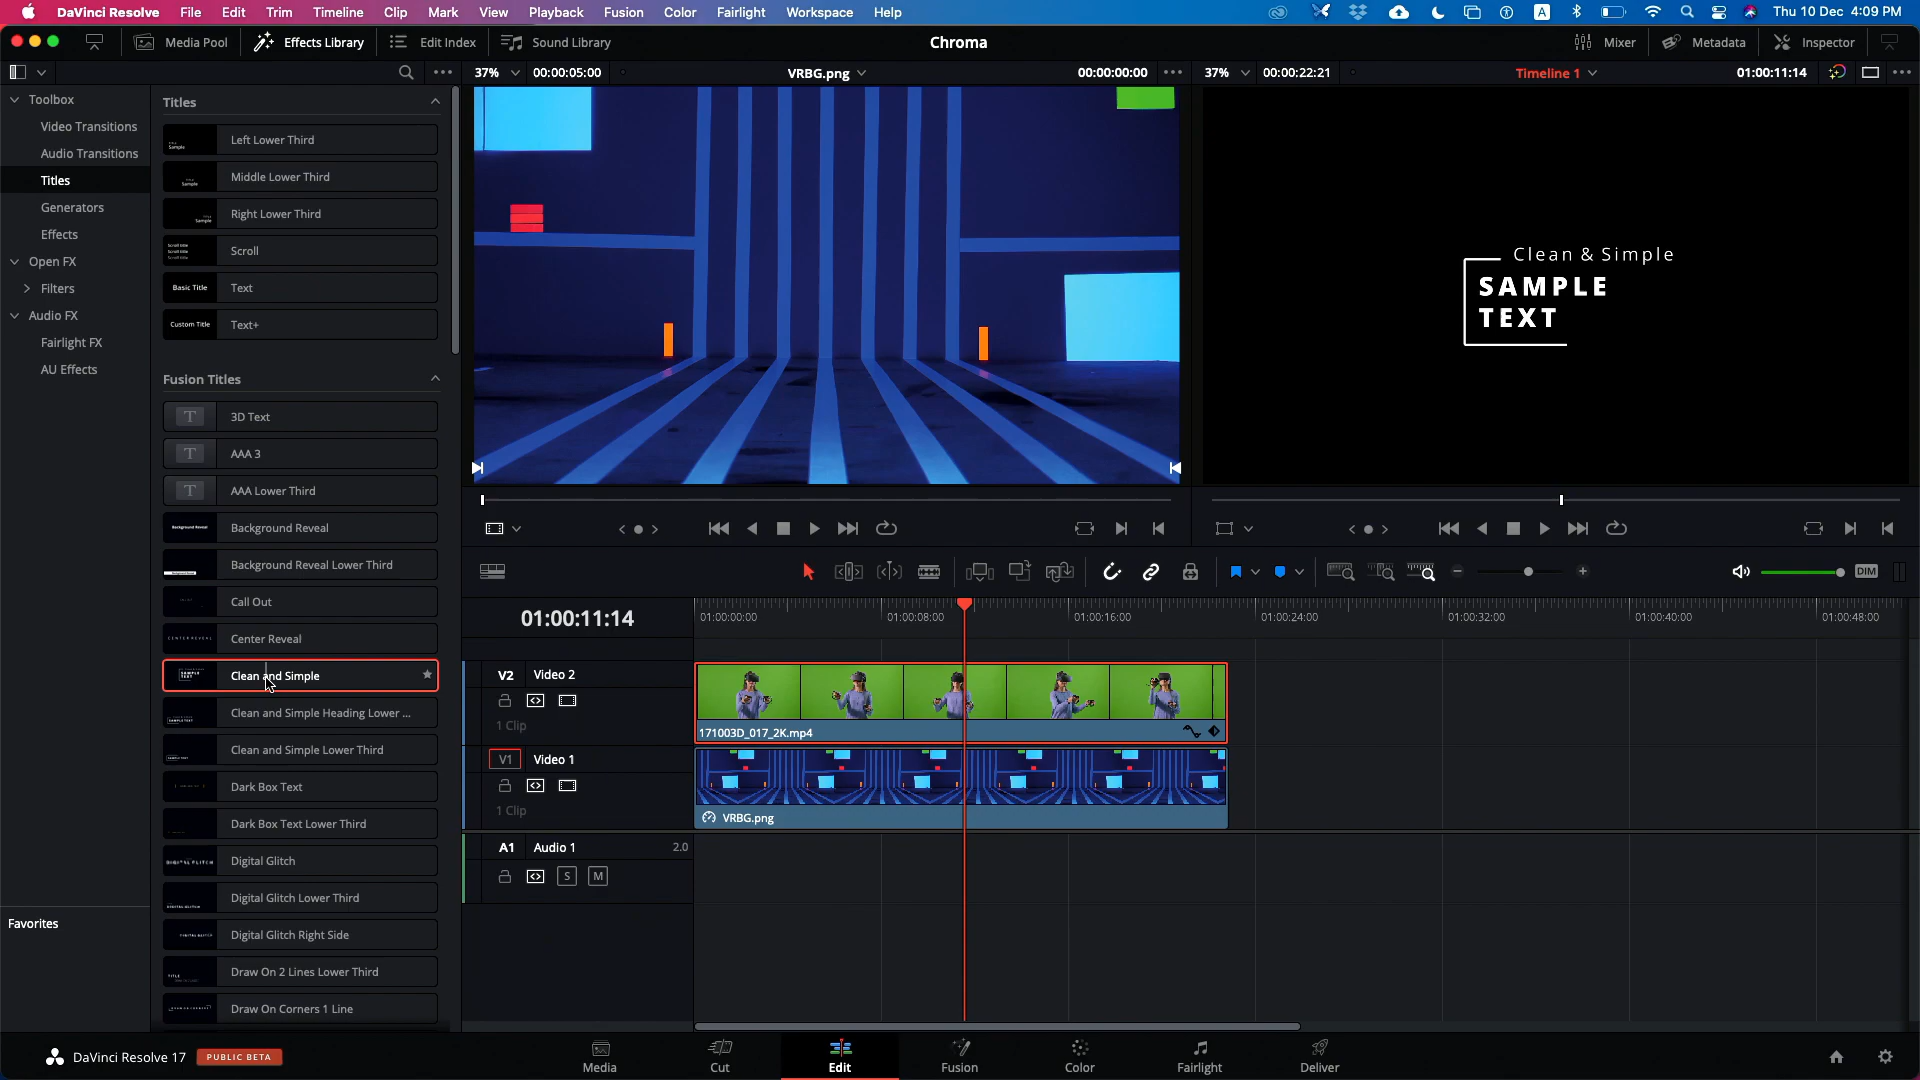 DaVinci Resolve File Edit Trim Timeline Clip Mark View Playback Fusion Color Fairlight Workspace Help A Thu 10 Dec 4:09 PM
Media Pool Effects Library Edit Index Sound Library Chroma Mixer Metadata Inspector
37% 00:00:05:00 VRBG.png 00:00:00:00 37% 00:00:22:21 Timeline 1 01:00:11:14
Toolbox
Video Transitions
Audio Transitions
Titles
Generators
Effects
Open FX
Filters
Audio FX
Fairlight FX
AU Effects
Favorites
Titles
Left Lower Third
Middle Lower Third
Right Lower Third
Scroll
Basic Title Text
Custom Title Text+
Fusion Titles
T 3D Text
T AAA 3
T AAA Lower Third
Background Reveal Background Reveal
Background Reveal Lower Third
Call Out
CENTER REVEAL Center Reveal
Clean and Simple
Clean and Simple Heading Lower ...
Clean and Simple Lower Third
Dark Box Text
Dark Box Text Lower Third
Digital Glitch
Digital Glitch Lower Third
Digital Glitch Right Side
Draw On 2 Lines Lower Third
Draw On Corners 1 Line
Clean & Simple
SAMPLE
TEXT
DIM
01:00:11:14 01:00:00:00 01:00:08:00 01:00:16:00 01:00:24:00 01:00:32:00 01:00:40:00 01:00:48:00
V2 Video 2
1 Clip
171003D_017_2K.mp4
V1 Video 1
1 Clip
VRBG.png
A1 Audio 1 2.0
S M
DaVinci Resolve 17 PUBLIC BETA
Media Cut Edit Fusion Color Fairlight Deliver